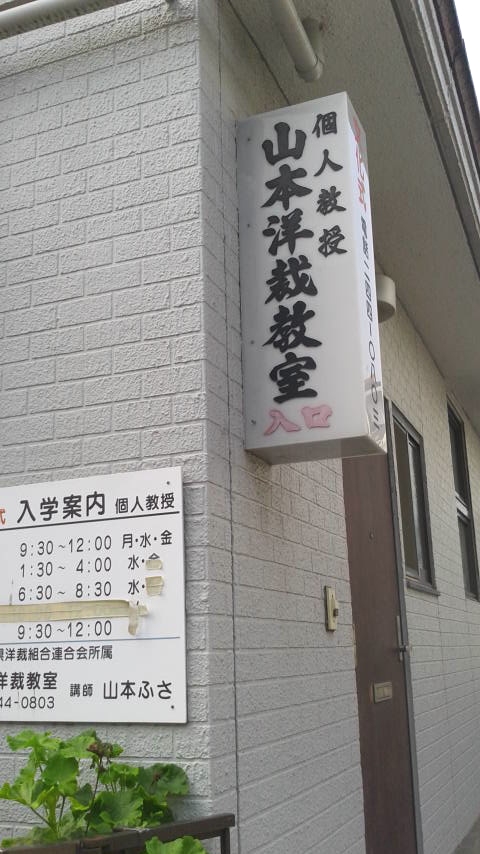 個人教授
山本洋裁教室
入口
式 入学案内 個人教授
9:30~12:00 月・水・金
1:30~ 4:00 水・金
6:30~ 8:30 水・
9:30~12:00
県洋裁組合連合会所属
洋裁教室 講師 山本ふさ
44-0803